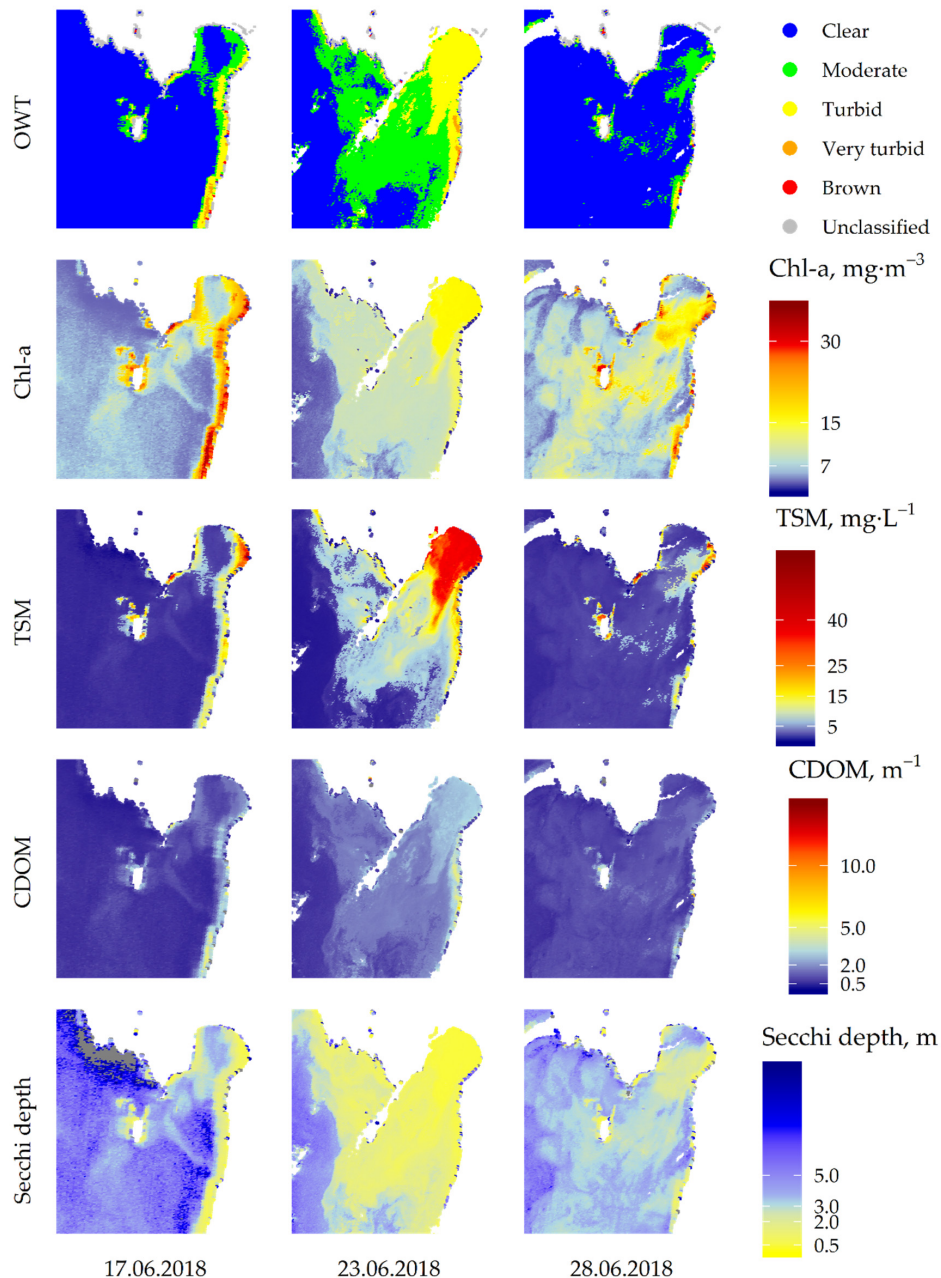 OWT
Clear
Moderate
Turbid
Very turbid
Brown
Unclassified
Chl-a
Chl-a, mg·m⁻³
30
15
7
TSM
TSM, mg·L⁻¹
40
25
15
5
CDOM
CDOM, m⁻¹
10.0
5.0
2.0
0.5
Secchi depth
Secchi depth, m
5.0
3.0
2.0
0.5
17.06.2018
23.06.2018
28.06.2018